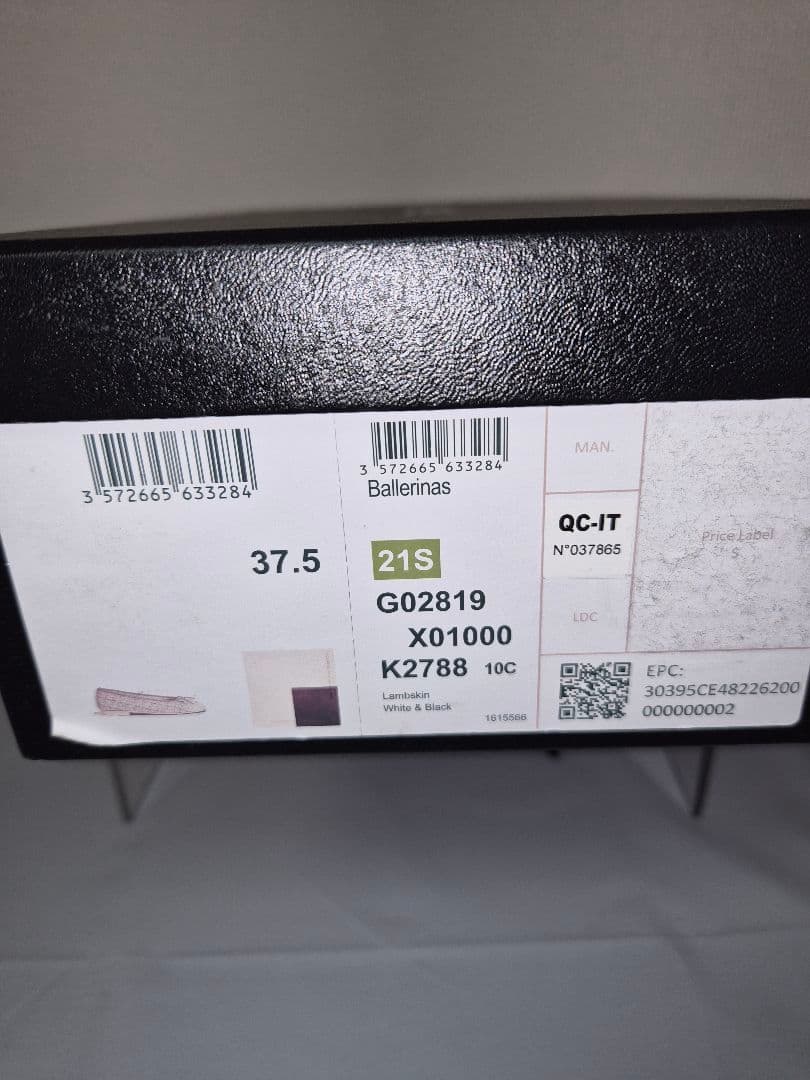 3 572665 633284
37.5
3 572665 633284
Ballerinas
21S
G02819
X01000
K2788 10C
Lambskin
White & Black
1615566
MAN.
QC-IT
N°037865
LDC
Price Label
S
EPC:
30395CE48226200
000000002